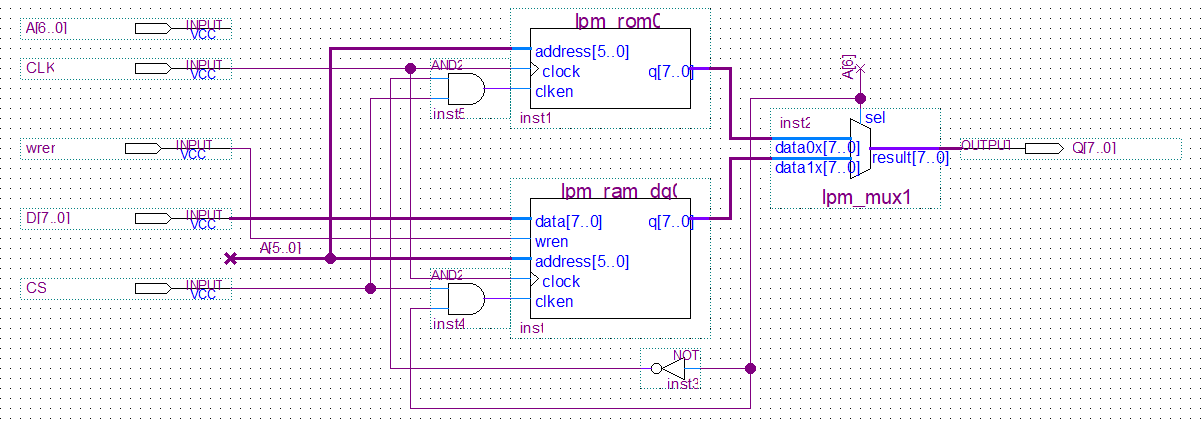 A[6..0]
INPUT
VCC
CLK
INPUT
VCC
wrer
INPUT
VCC
D[7..0]
INPUT
VCC
A[5..0]
CS
INPUT
VCC
lpm_rom0
address[5..0]
clock
q[7..0]
clken
inst1
AND2
inst5
lpm_ram_dq0
data[7..0]
q[7..0]
wren
address[5..0]
clock
clken
inst
AND2
inst4
NOT
inst3
A[6]
sel
inst2
data0x[7..0]
data1x[7..0]
result[7..0]
lpm_mux1
OUTPUT
Q[7..0]